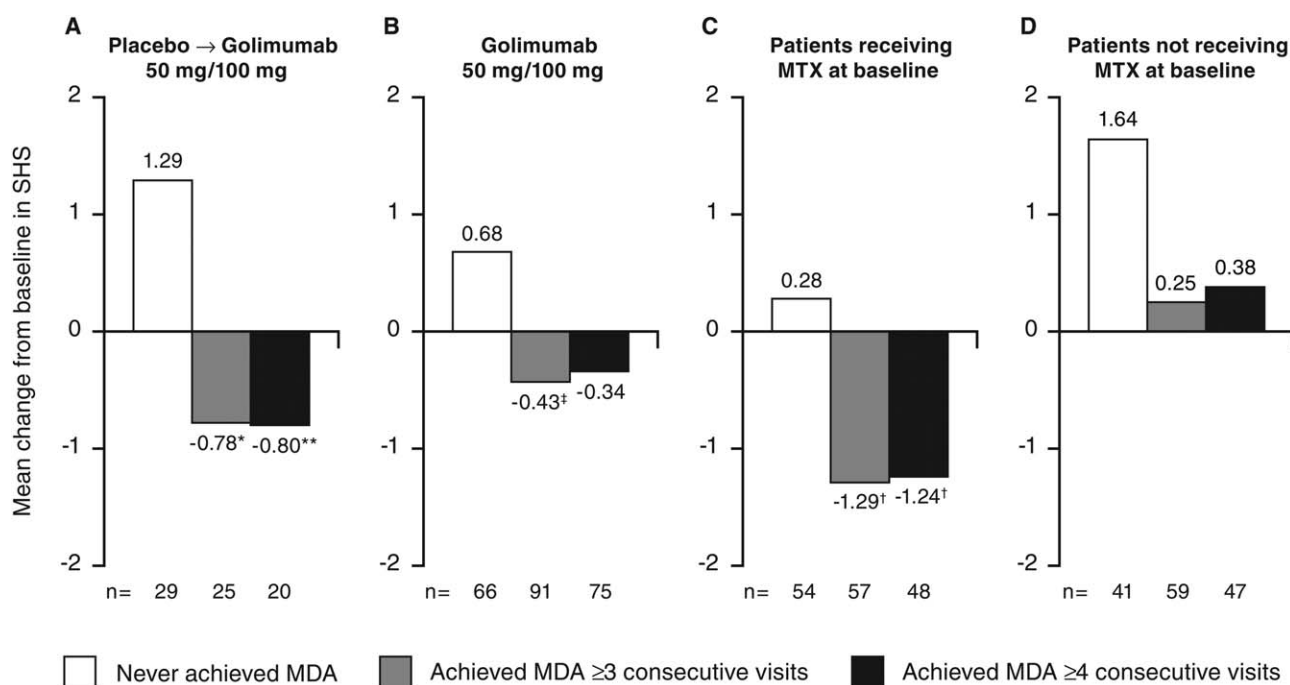 A
Placebo → Golimumab
50 mg/100 mg
B
Golimumab
50 mg/100 mg
C
Patients receiving
MTX at baseline
D
Patients not receiving
MTX at baseline
Mean change from baseline in SHS
2
1
0
-1
-2
1.29
-0.78*
-0.80**
n= 29 25 20
2
1
0
-1
-2
0.68
-0.43‡
-0.34
n= 66 91 75
2
1
0
-1
-2
0.28
-1.29†
-1.24†
n= 54 57 48
2
1
0
-1
-2
1.64
0.25
0.38
n= 41 59 47
Never achieved MDA
Achieved MDA ≥3 consecutive visits
Achieved MDA ≥4 consecutive visits